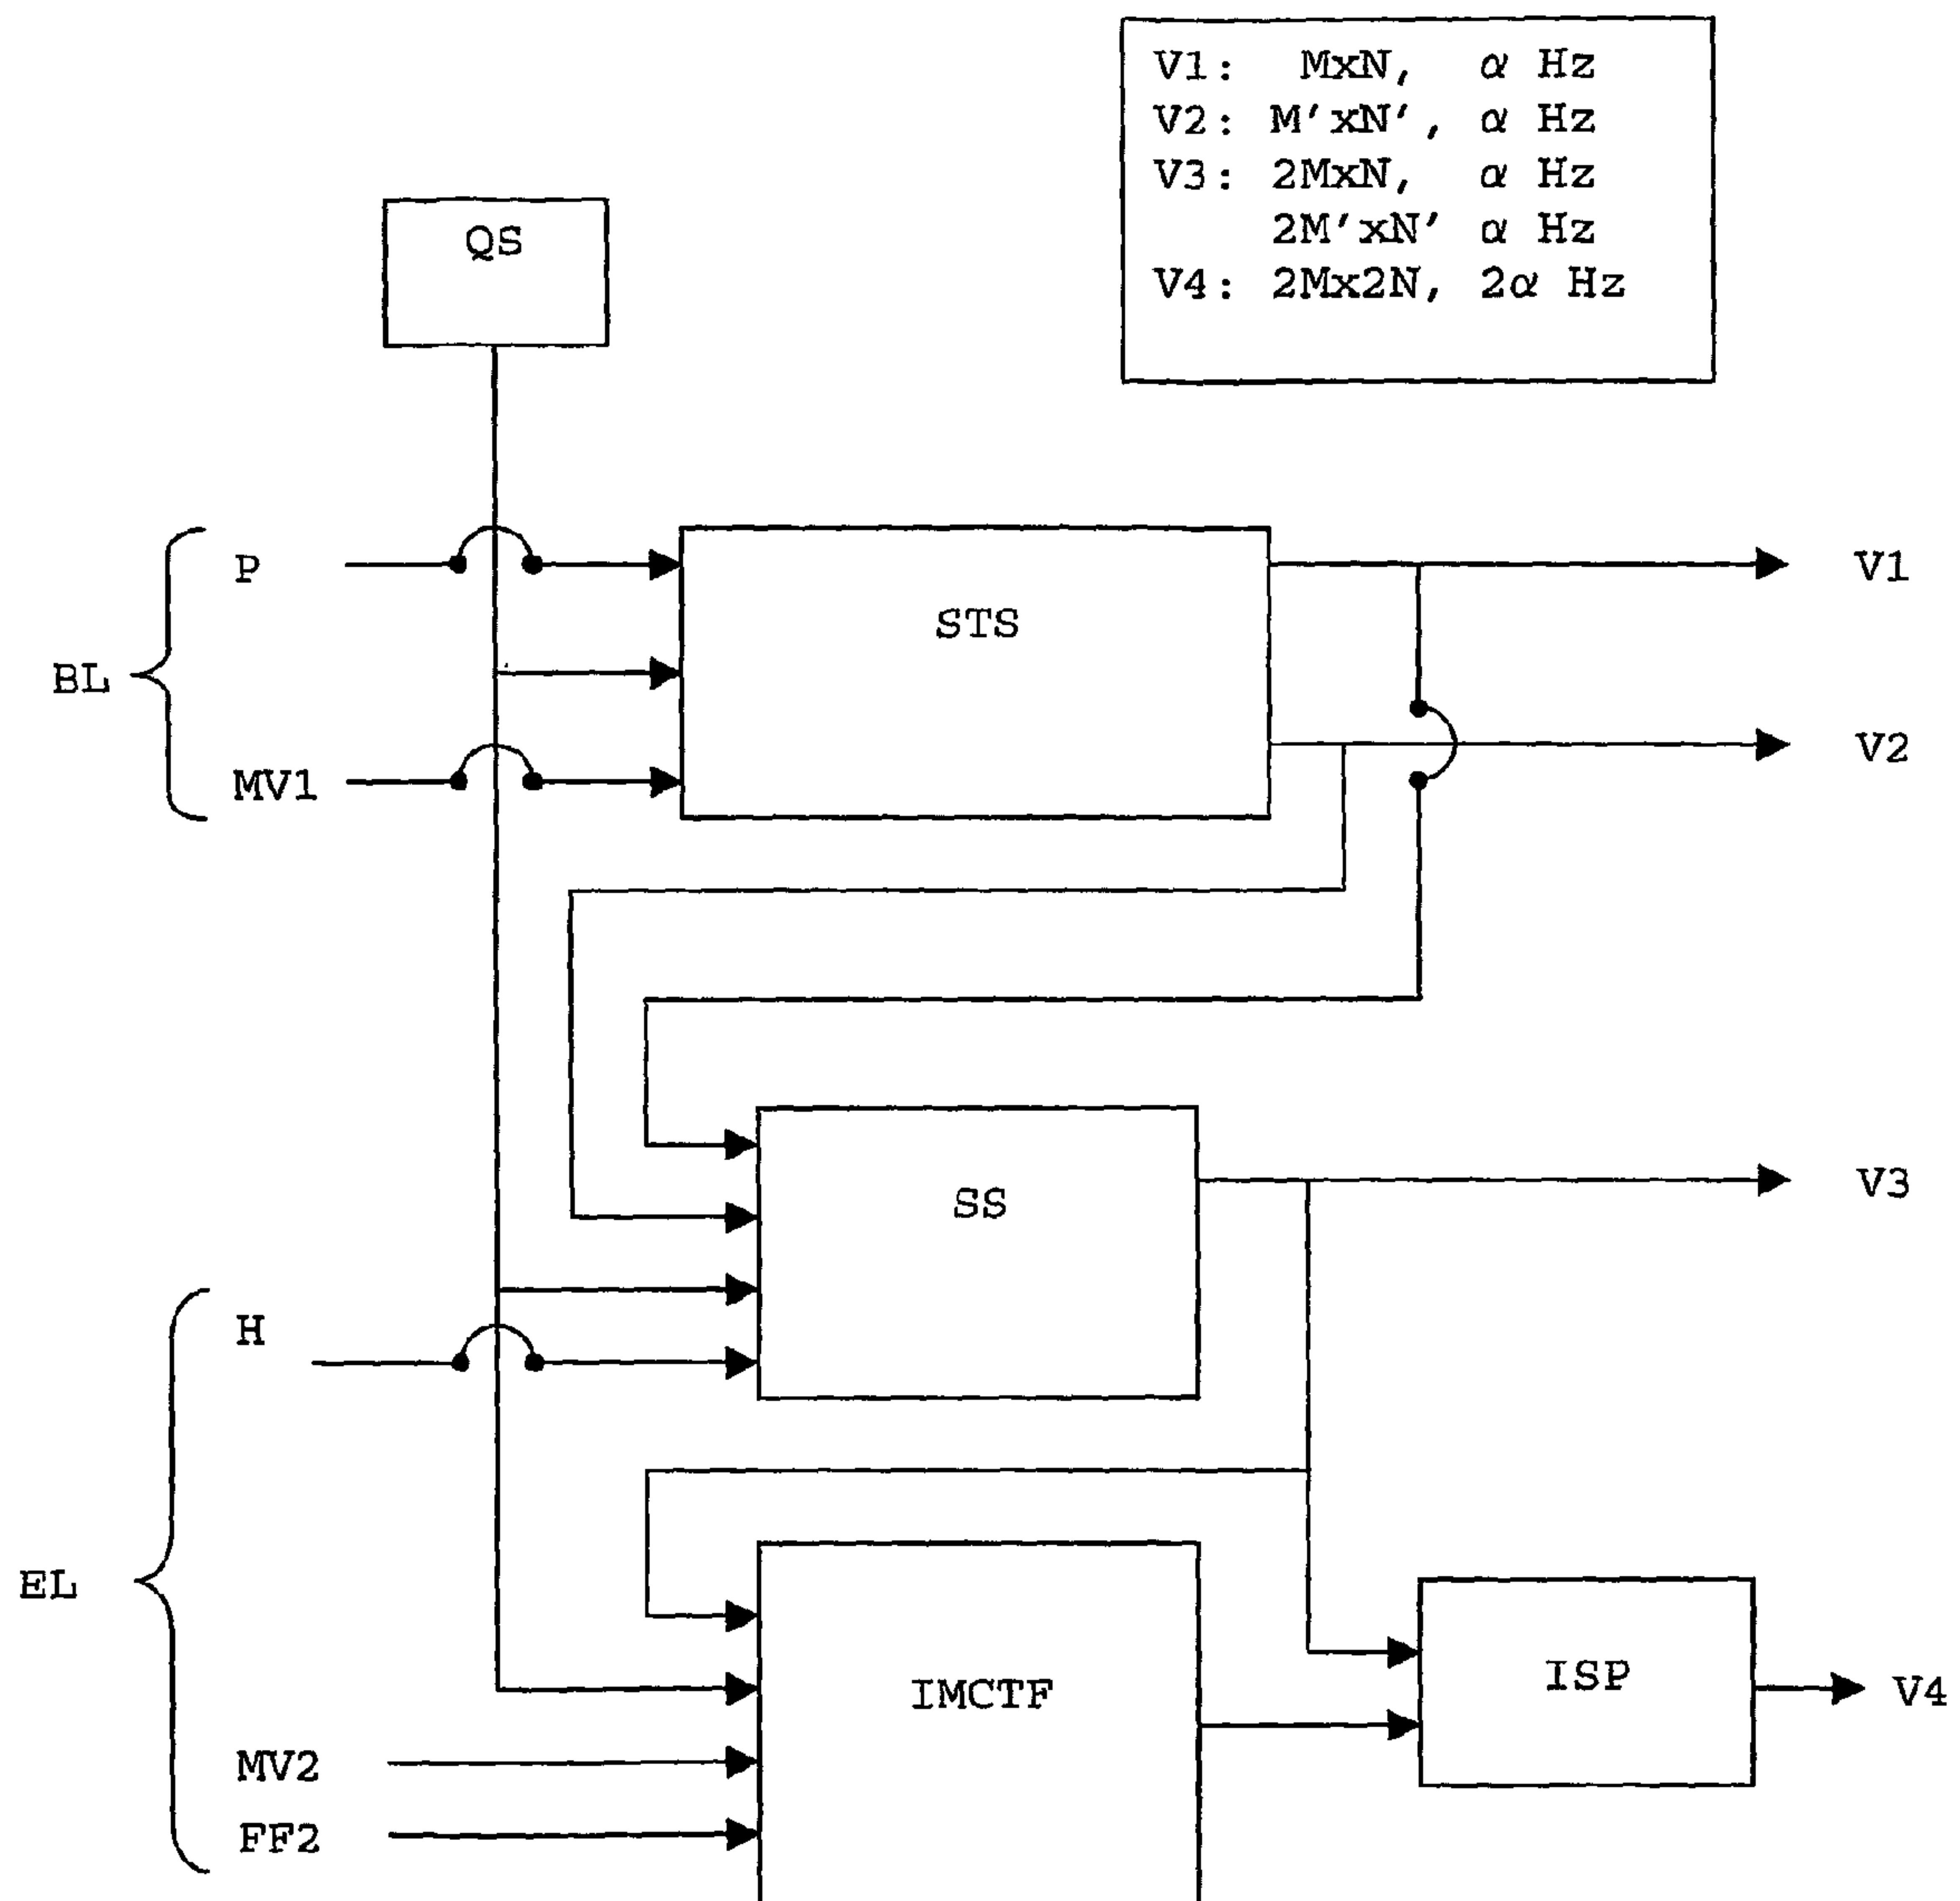 V1: MxN, α Hz
V2: M'xN', α Hz
V3: 2MxN, α Hz
2M'xN' α Hz
V4: 2Mx2N, 2α Hz
QS
BL
P
MV1
STS
V1
V2
SS
V3
EL
H
MV2
FF2
IMCTF
ISP
V4